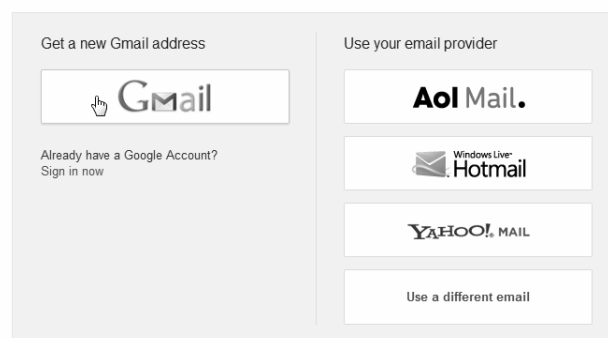 Get a new Gmail address
Gmail
Already have a Google Account?
Sign in now
Use your email provider
Aol Mail.
Windows Live™
Hotmail
YAHOO!® MAIL
Use a different email